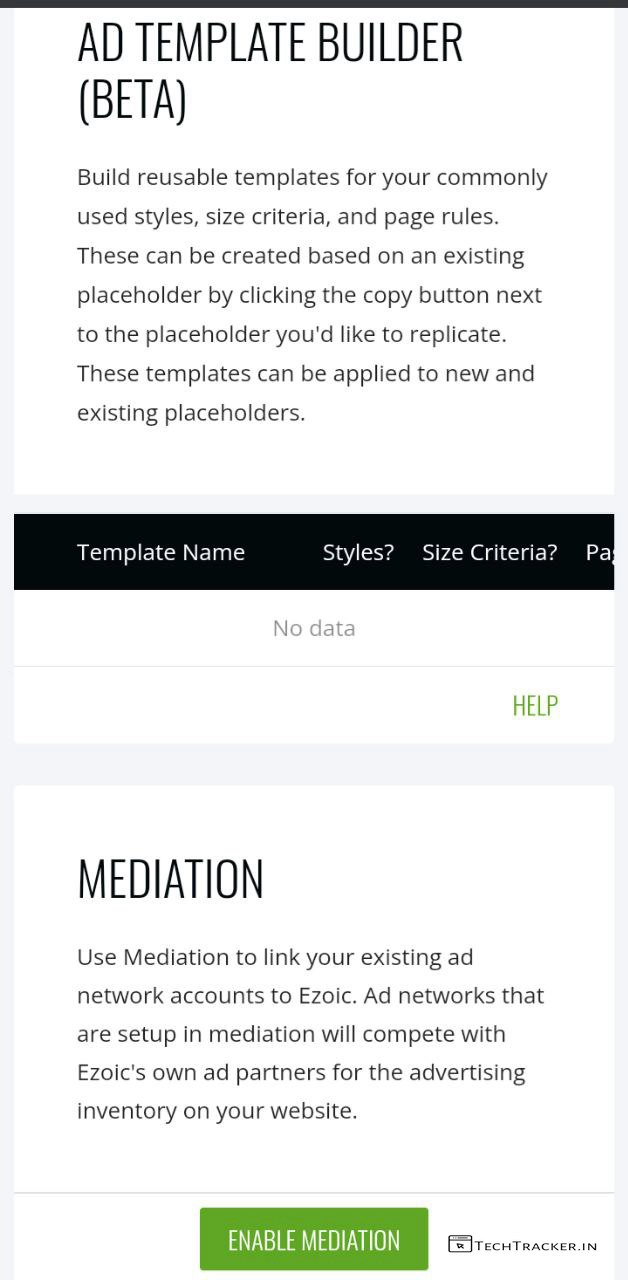 AD TEMPLATE BUILDER
(BETA)
Build reusable templates for your commonly
used styles, size criteria, and page rules.
These can be created based on an existing
placeholder by clicking the copy button next
to the placeholder you'd like to replicate.
These templates can be applied to new and
existing placeholders.
Template Name Styles? Size Criteria?
No data
HELP
MEDIATION
Use Mediation to link your existing ad
network accounts to Ezoic. Ad networks that
are setup in mediation will compete with
Ezoic's own ad partners for the advertising
inventory on your website.
ENABLE MEDIATION
TECHTRACKER.IN